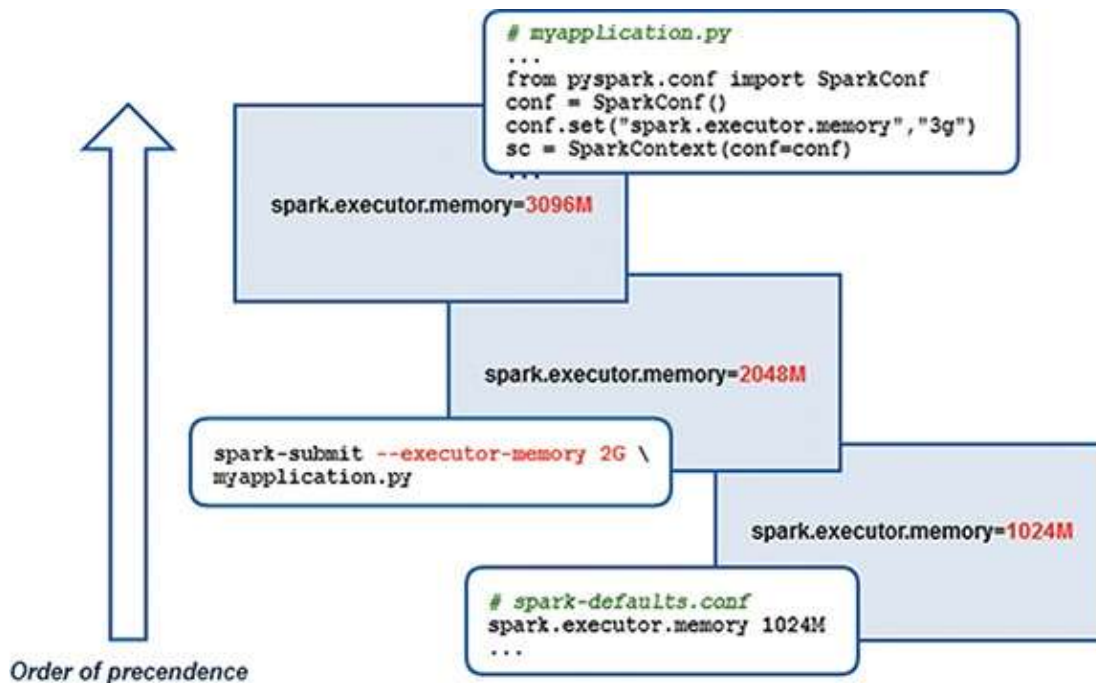 # myapplication.py
...
from pyspark.conf import SparkConf
conf = SparkConf()
conf.set("spark.executor.memory","3g")
sc = SparkContext(conf=conf)
...
spark.executor.memory=3096M
spark.executor.memory=2048M
spark-submit --executor-memory 2G \
myapplication.py
spark.executor.memory=1024M
# spark-defaults.conf
spark.executor.memory 1024M
...
Order of precendence